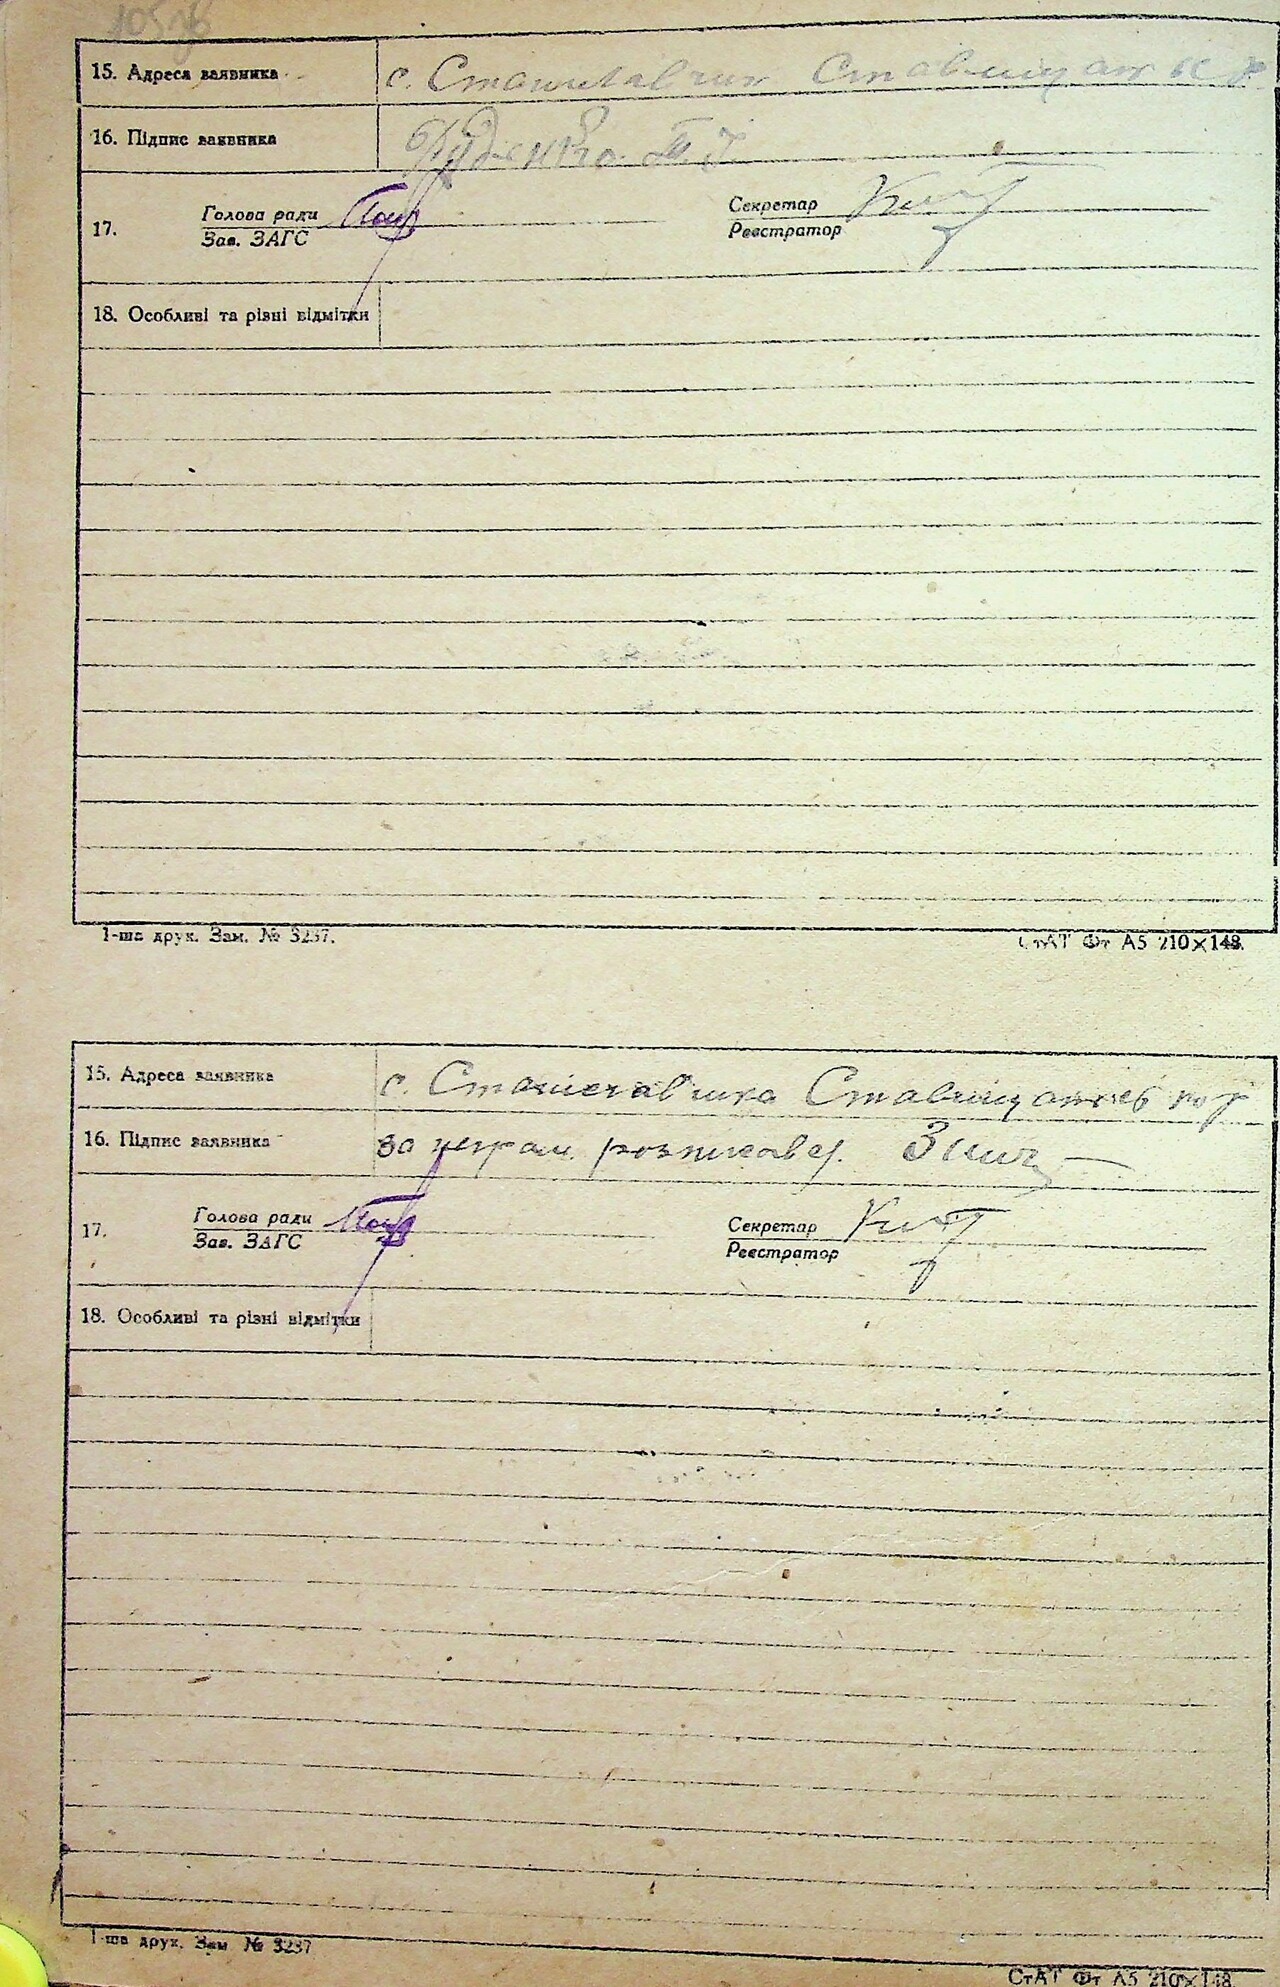 105 зв
15. Адреса заявника с. Станиславчик Ставищанськ р
16. Підпис заявника Руденко
17. Голова ради Секретар
Зав. ЗАГС Реєстратор
18. Особливі та різні відмітки
1-ша друк. Зам. № 3237. СтАТ Фт А5 210×148.
15. Адреса заявника с. Станіславчика
16. Підпис заявника за неграм. розписався.
17. Голова ради Секретар
Зав. ЗАГС Реєстратор
18. Особливі та різні відмітки
1-ша друк. Зам № 3237 СтАТ Фт А5 210×148.